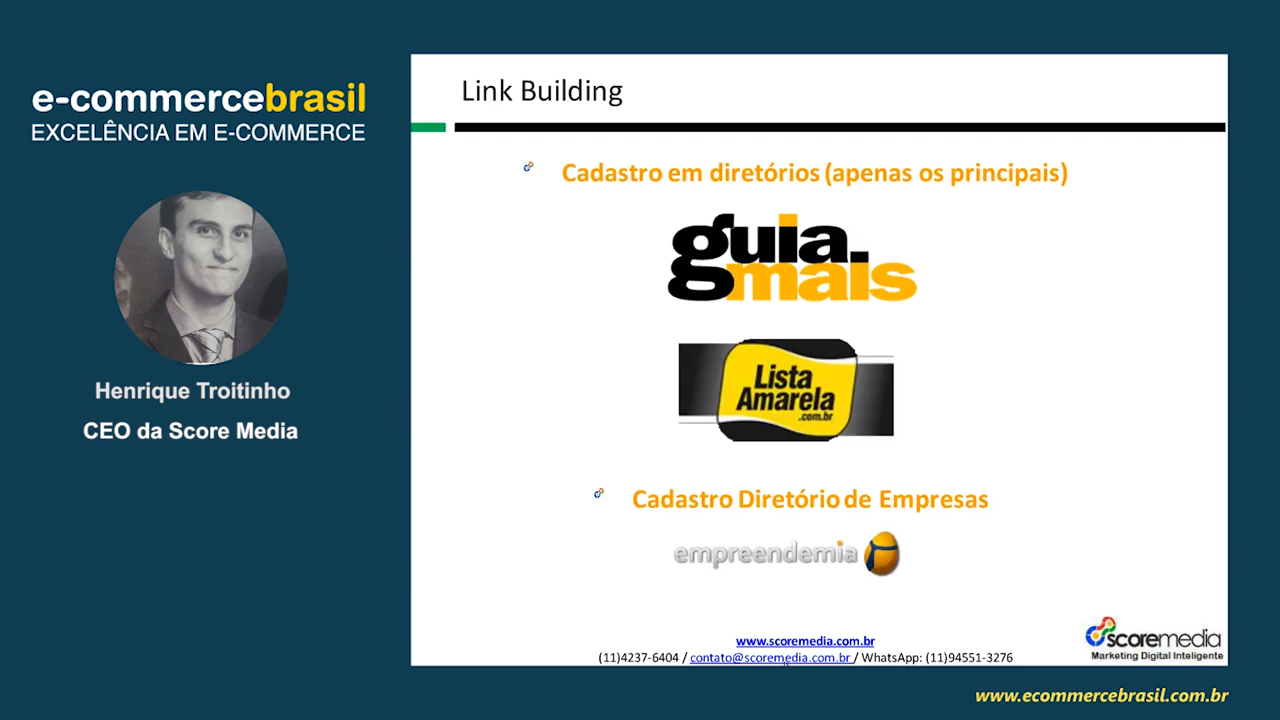 e-commercebrasil
EXCELÊNCIA EM E-COMMERCE
Henrique Troitinho
CEO da Score Media
Link Building
Cadastro em diretórios (apenas os principais)
guia
mais
Lista
Amarela
.com.br
Cadastro Diretório de Empresas
empreendemia
www.scoremedia.com.br
(11)4237-6404 / contato@scoremedia.com.br / WhatsApp: (11)94551-3276
scoremedia
Marketing Digital Inteligente
www.ecommercebrasil.com.br